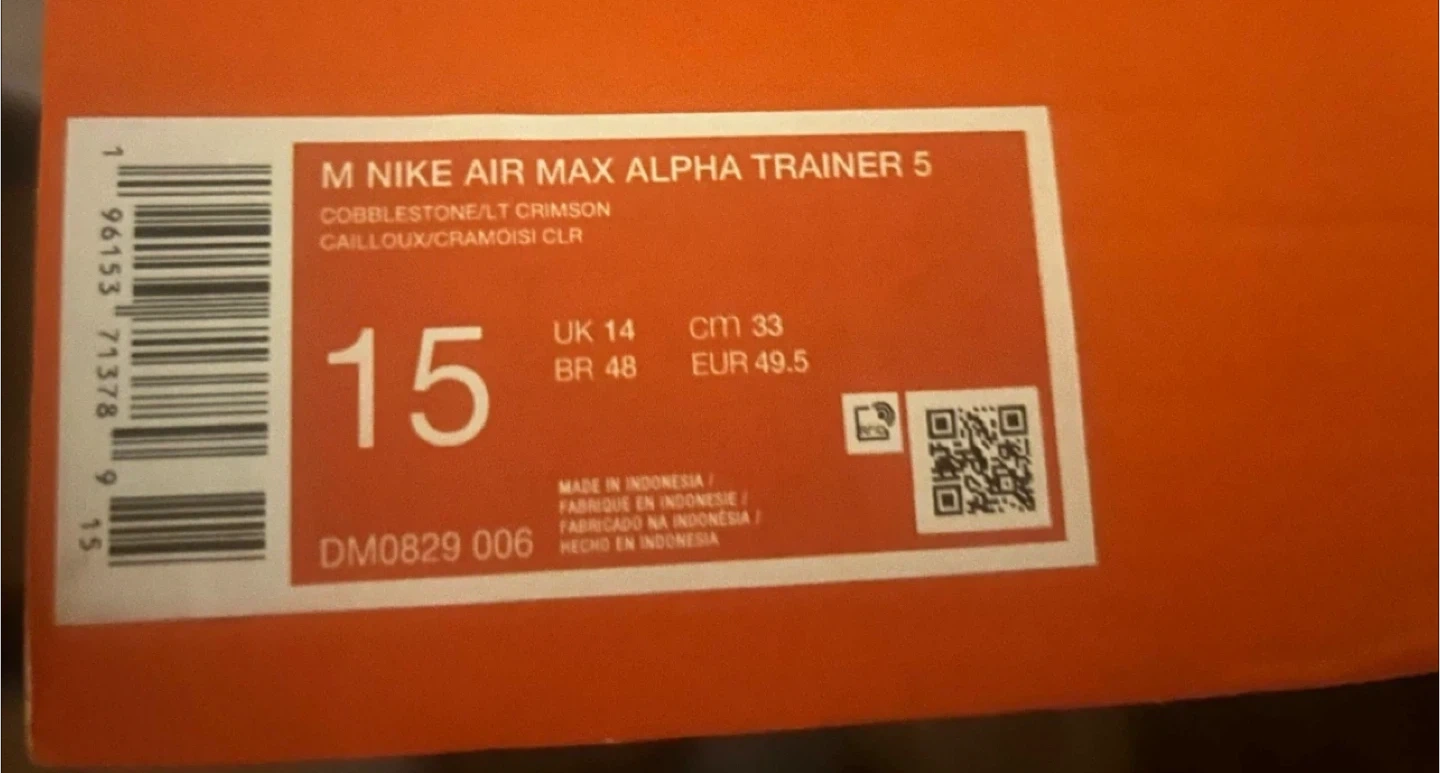 1 96153 71378 9 15
M NIKE AIR MAX ALPHA TRAINER 5
COBBLESTONE/LT CRIMSON
CAILLOUX/CRAMOISI CLR
15
UK 14 cm 33
BR 48 EUR 49.5
MADE IN INDONESIA /
FABRIQUE EN INDONESIE /
FABRICADO NA INDONÉSIA /
HECHO EN INDONESIA
DM0829 006
RFID